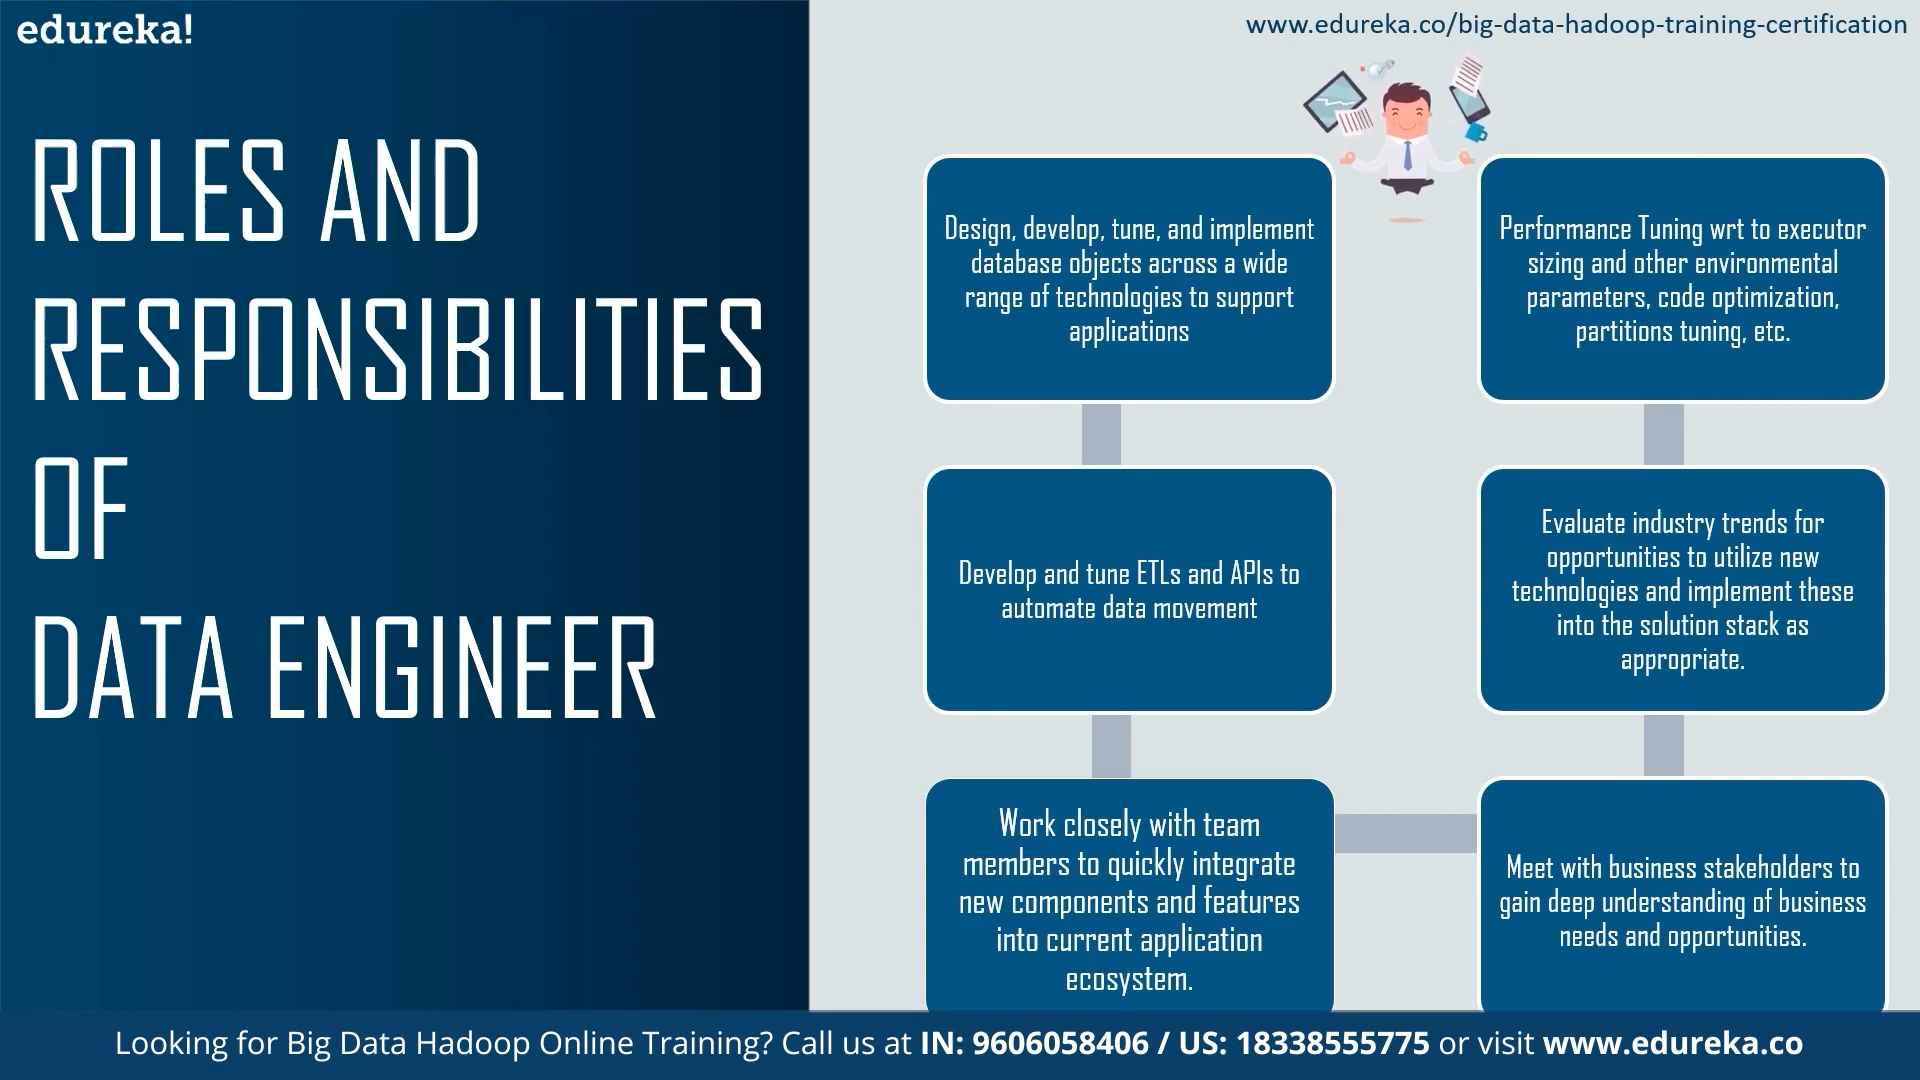 edureka!
www.edureka.co/big-data-hadoop-training-certification
ROLES AND
RESPONSIBILITIES
OF
DATA ENGINEER
Design, develop, tune, and implement
database objects across a wide
range of technologies to support
applications
Develop and tune ETLs and APIs to
automate data movement
Work closely with team
members to quickly integrate
new components and features
into current application
ecosystem.
Meet with business stakeholders to
gain deep understanding of business
needs and opportunities.
Evaluate industry trends for
opportunities to utilize new
technologies and implement these
into the solution stack as
appropriate.
Performance Tuning wrt to executor
sizing and other environmental
parameters, code optimization,
partitions tuning, etc.
Looking for Big Data Hadoop Online Training? Call us at IN: 9606058406 / US: 18338555775 or visit www.edureka.co